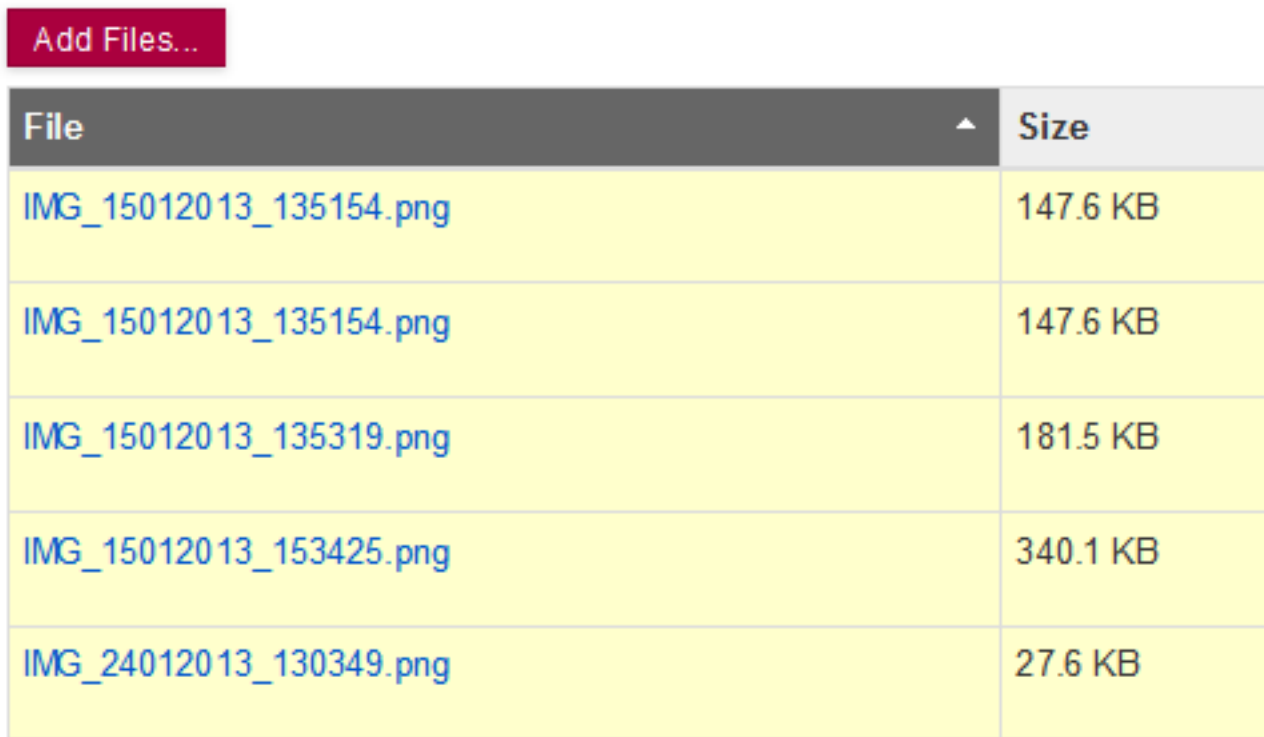 Add Files...
File Size
IMG_15012013_135154.png 147.6 KB
IMG_15012013_135154.png 147.6 KB
IMG_15012013_135319.png 181.5 KB
IMG_15012013_153425.png 340.1 KB
IMG_24012013_130349.png 27.6 KB